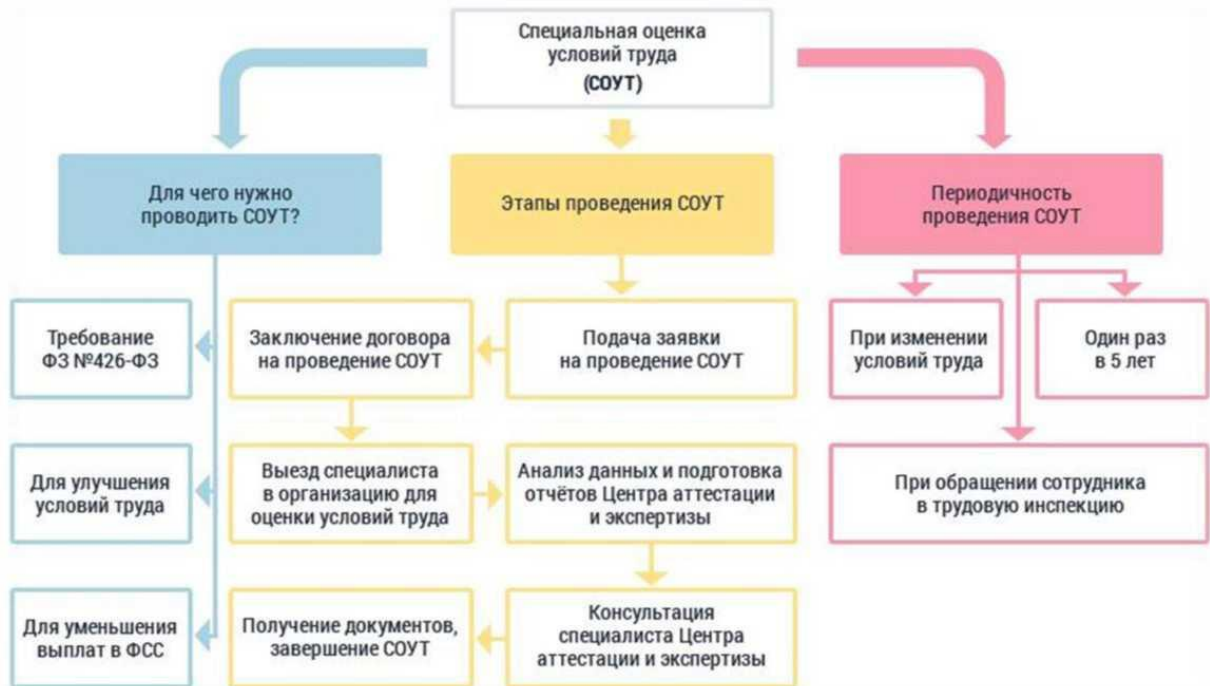 Специальная оценка
условий труда
(СОУТ)
Для чего нужно
проводить СОУТ?
Этапы проведения СОУТ
Периодичность
проведения СОУТ
Требование
ФЗ №426-ФЗ
Заключение договора
на проведение СОУТ
Подача заявки
на проведение СОУТ
При изменении
условий труда
Один раз
в 5 лет
Для улучшения
условий труда
Выезд специалиста
в организацию для
оценки условий труда
Анализ данных и подготовка
отчётов Центра аттестации
и экспертизы
При обращении сотрудника
в трудовую инспекцию
Для уменьшения
выплат в ФСС
Получение документов,
завершение СОУТ
Консультация
специалиста Центра
аттестации и экспертизы